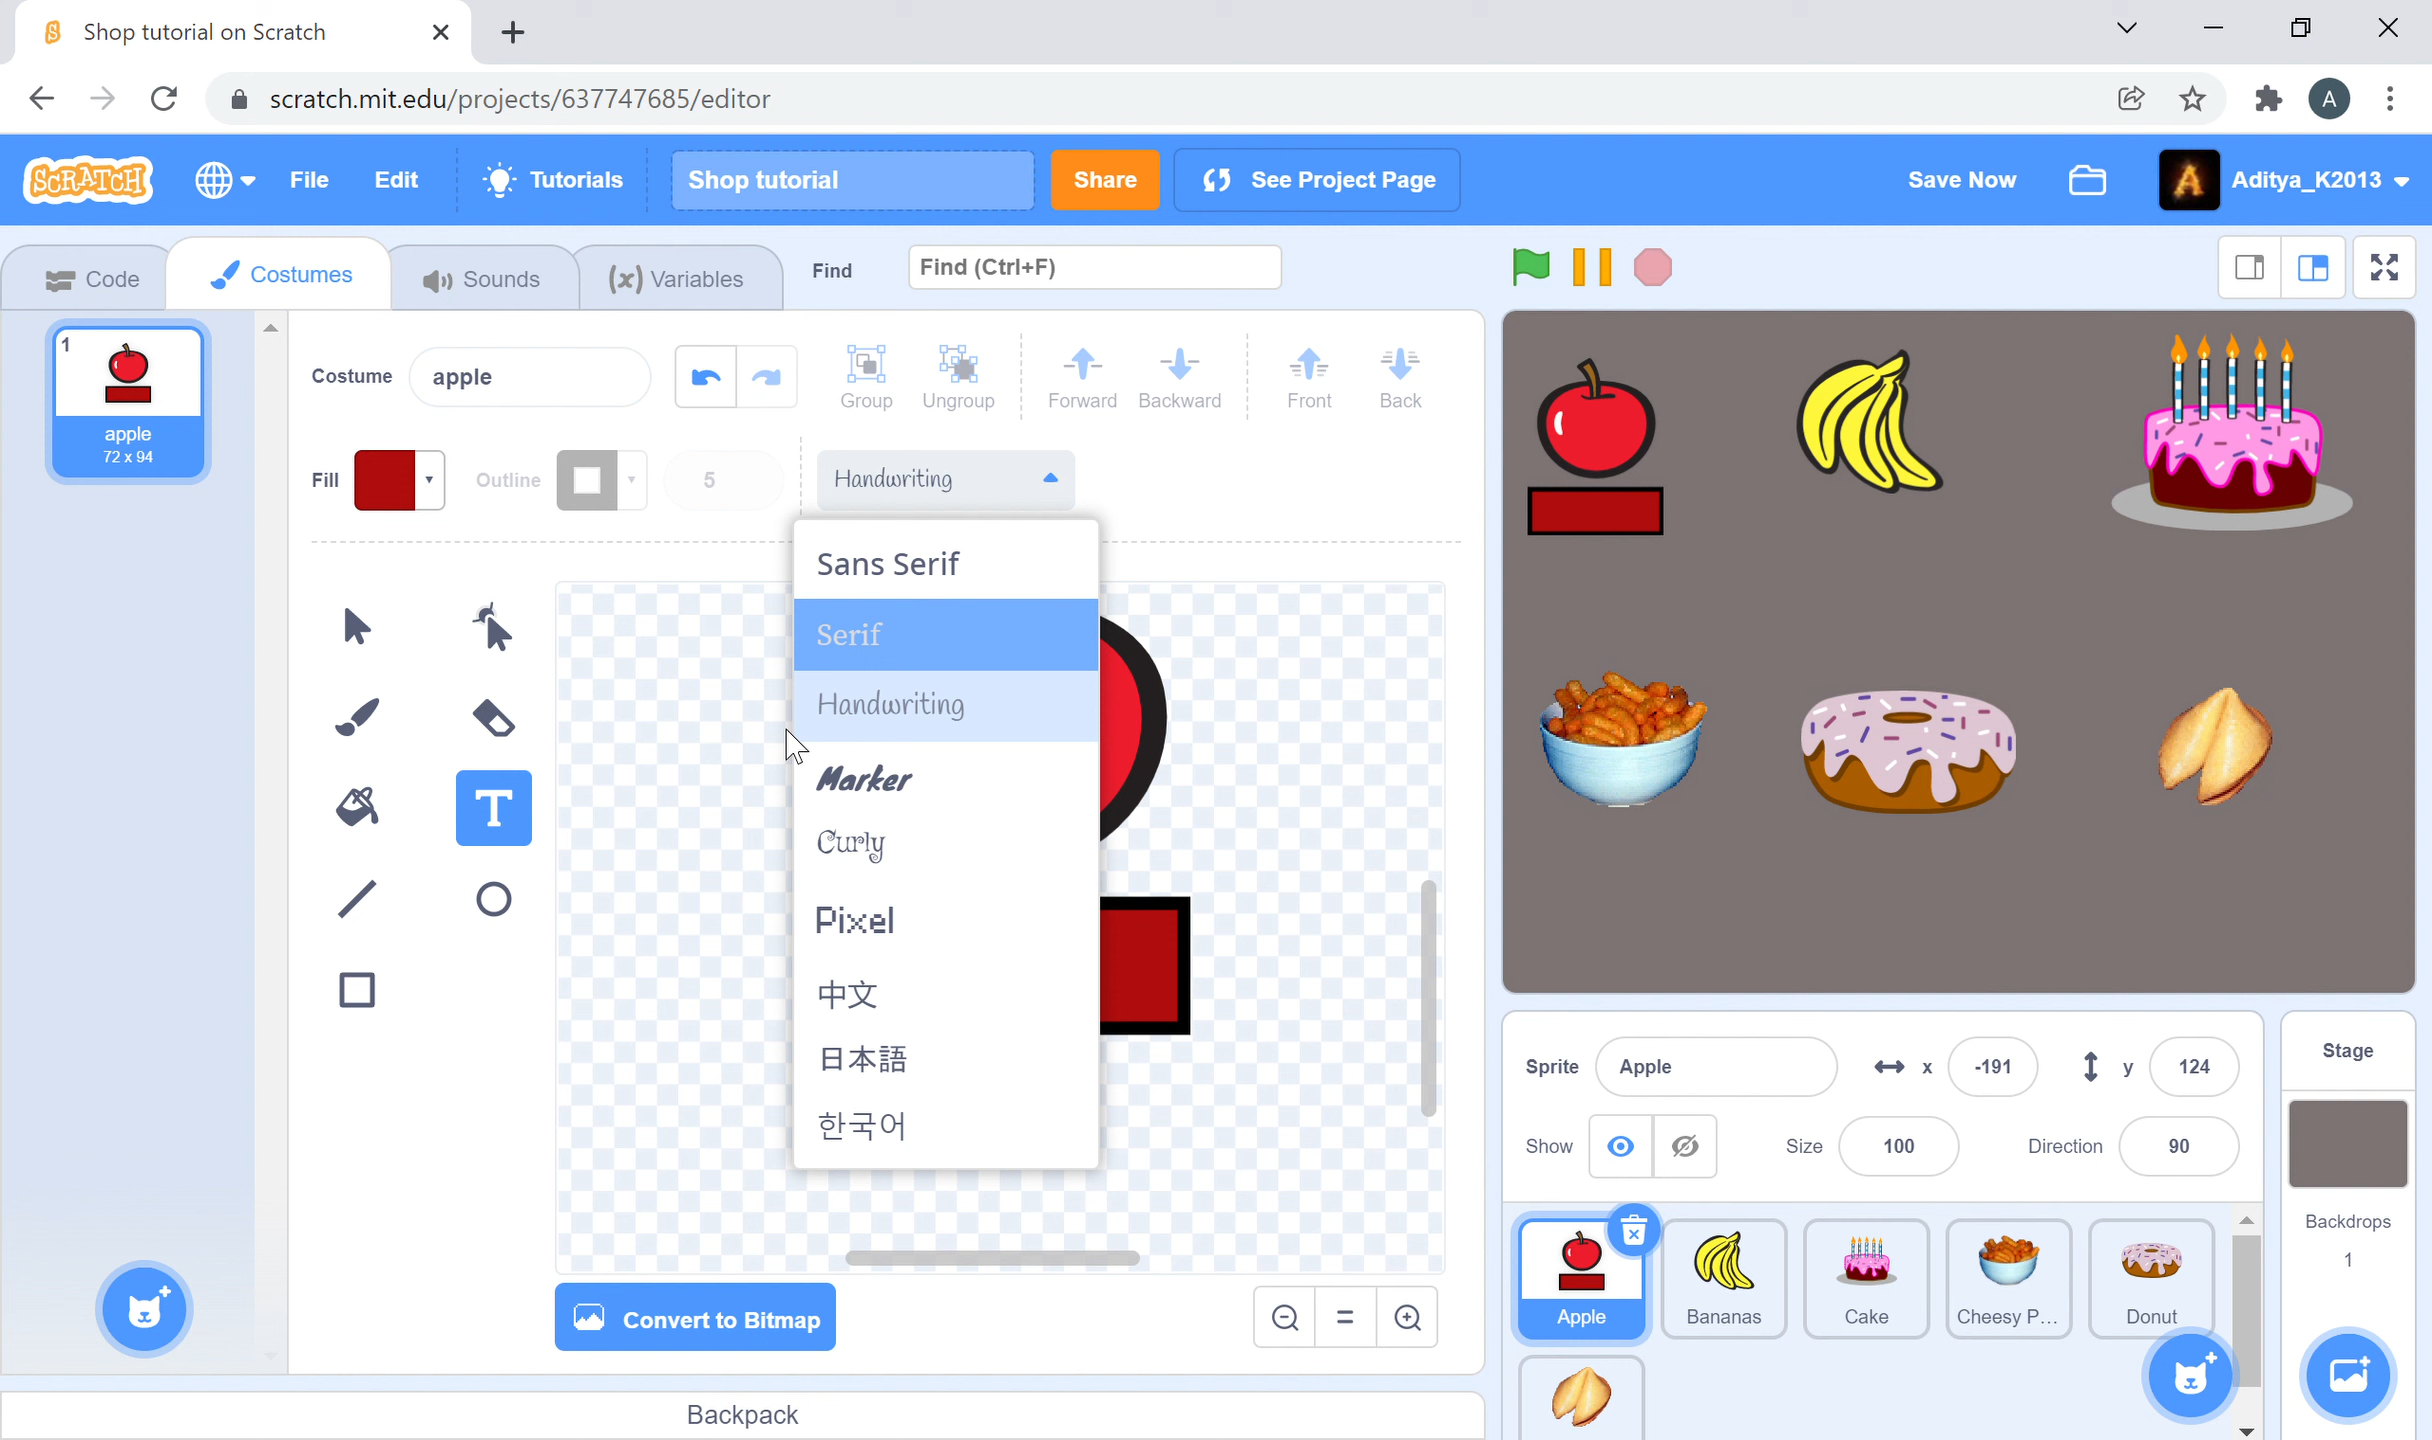 Shop tutorial on Scratch
scratch.mit.edu/projects/637747685/editor
A
SCRATCH
File
Edit
Tutorials
Shop tutorial
Share
See Project Page
Save Now
A
Aditya_K2013
Code
Costumes
Sounds
(x) Variables
Find
Find (Ctrl+F)
1
apple
72 x 94
Costume
apple
Group
Ungroup
Forward
Backward
Front
Back
Fill
Outline
5
Handwriting
Sans Serif
Serif
Handwriting
Marker
Curly
Pixel
中文
日本語
한국어
T
Convert to Bitmap
Backpack
Sprite
Apple
x
-191
y
124
Show
Size
100
Direction
90
Stage
Backdrops
1
Apple
Bananas
Cake
Cheesy P...
Donut